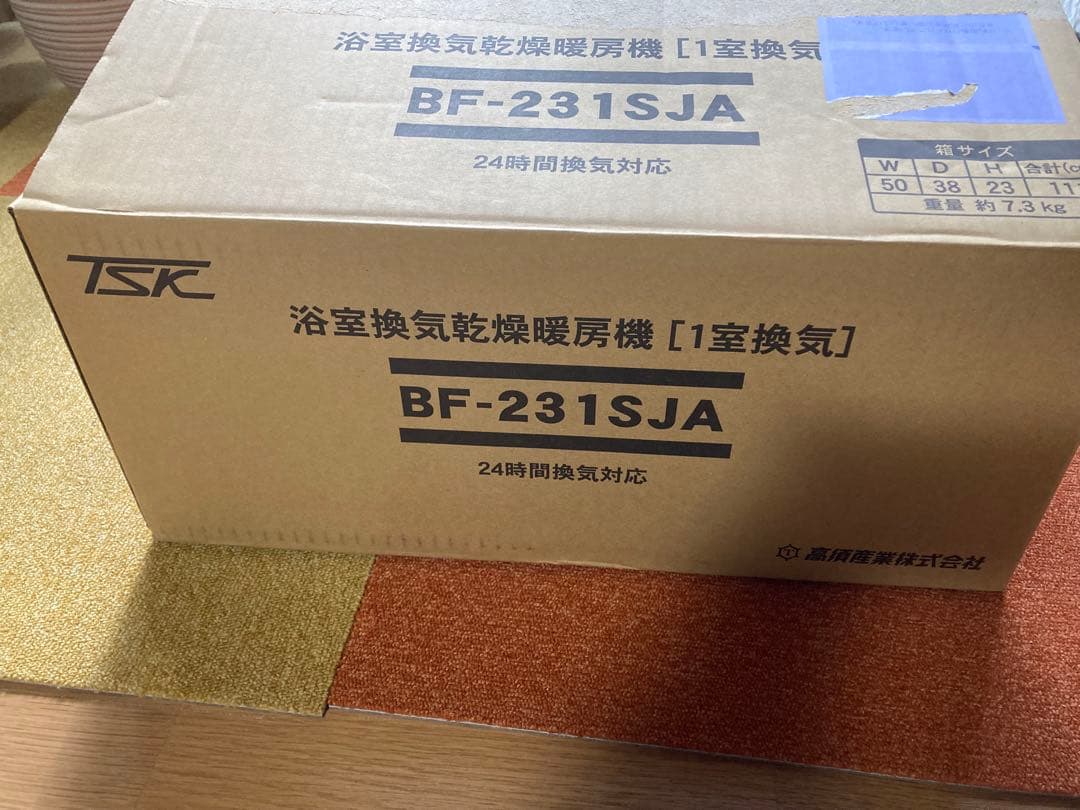 浴室換気乾燥暖房機 [1室換気
BF-231SJA
24時間換気対応
箱サイズ
W D H 合計(c
50 38 23 111
重量 約 7.3 kg
TSK
浴室換気乾燥暖房機 [1室換気]
BF-231SJA
24時間換気対応
高須産業株式会社